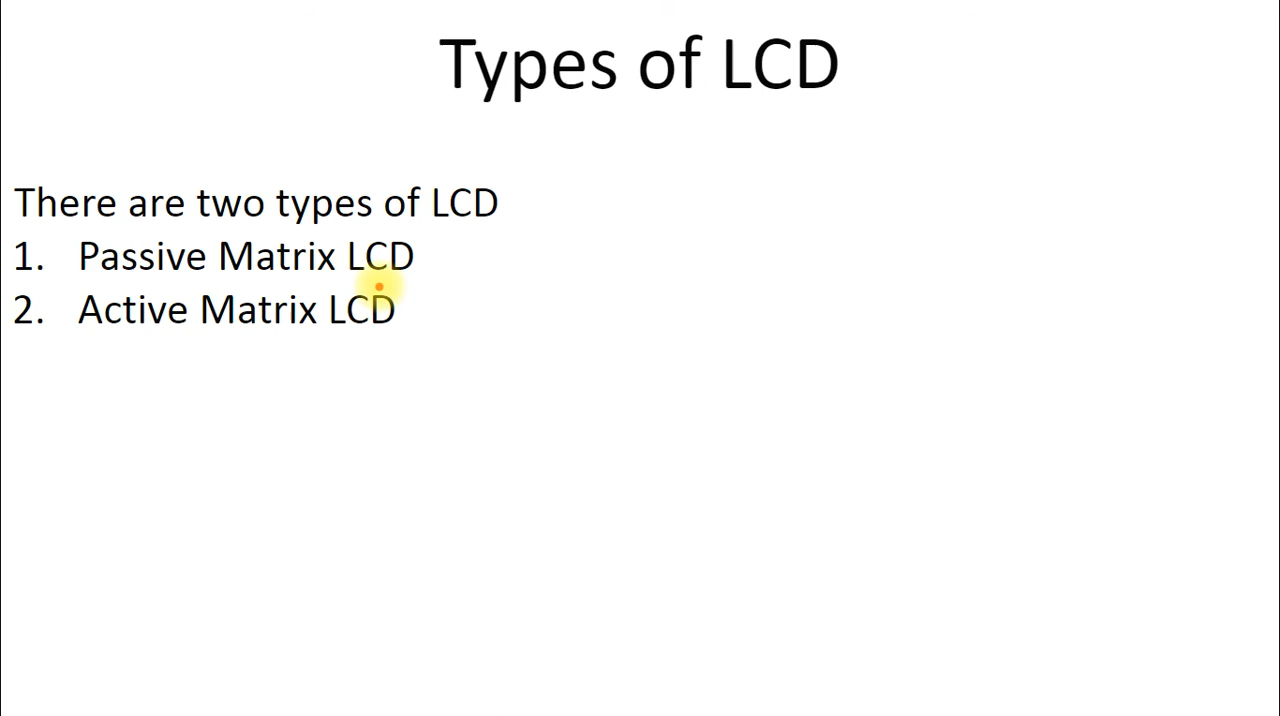 Types of LCD
There are two types of LCD
1. Passive Matrix LCD
2. Active Matrix LCD